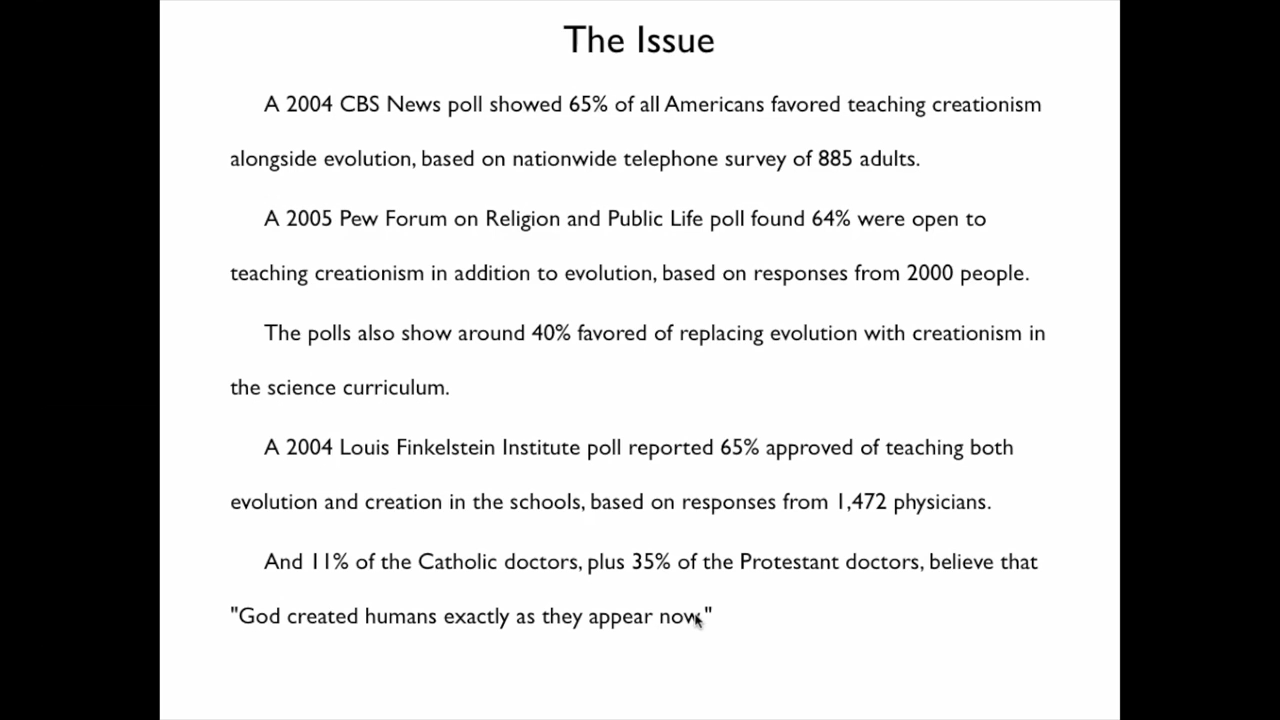 The Issue
A 2004 CBS News poll showed 65% of all Americans favored teaching creationism
alongside evolution, based on nationwide telephone survey of 885 adults.
A 2005 Pew Forum on Religion and Public Life poll found 64% were open to
teaching creationism in addition to evolution, based on responses from 2000 people.
The polls also show around 40% favored of replacing evolution with creationism in
the science curriculum.
A 2004 Louis Finkelstein Institute poll reported 65% approved of teaching both
evolution and creation in the schools, based on responses from 1,472 physicians.
And 11% of the Catholic doctors, plus 35% of the Protestant doctors, believe that
"God created humans exactly as they appear now."